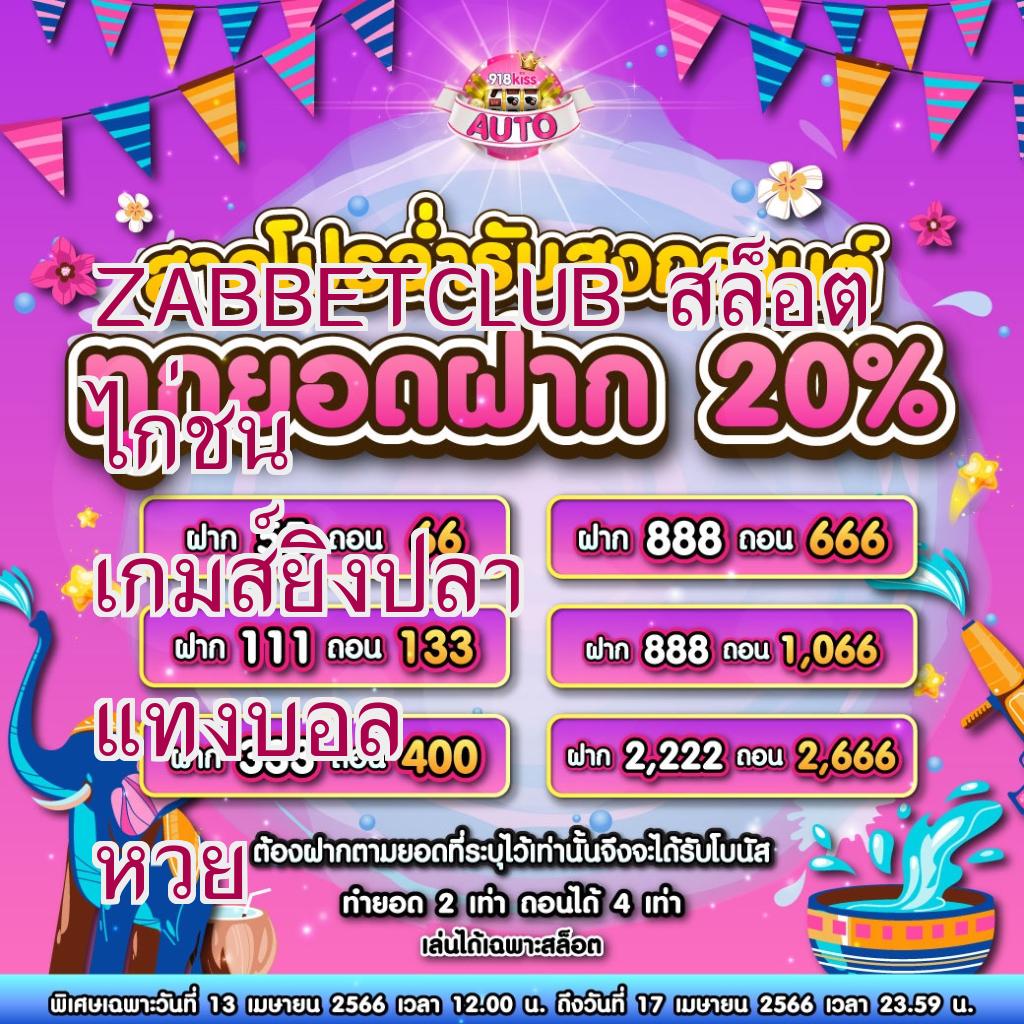 918kiss
AUTO
ZABBETCLUB สล็อต
ทุกยอดฝาก 20%
ไก่ชน
ฝาก ถอน 66
ฝาก 888 ถอน 666
เกมส์ยิงปลา
ฝาก 111 ถอน 133
ฝาก 888 ถอน 1,066
แทงบอล
ฝาก 333 ถอน 400
ฝาก 2,222 ถอน 2,666
หวย
ต้องฝากตามยอดที่ระบุไว้เท่านั้นจึงจะได้รับโบนัส
ทำยอด 2 เท่า ถอนได้ 4 เท่า
เล่นได้เฉพาะสล็อต
พิเศษเฉพาะวันที่ 13 เมษายน 2566 เวลา 12.00 น. ถึงวันที่ 17 เมษายน 2566 เวลา 23.59 น.